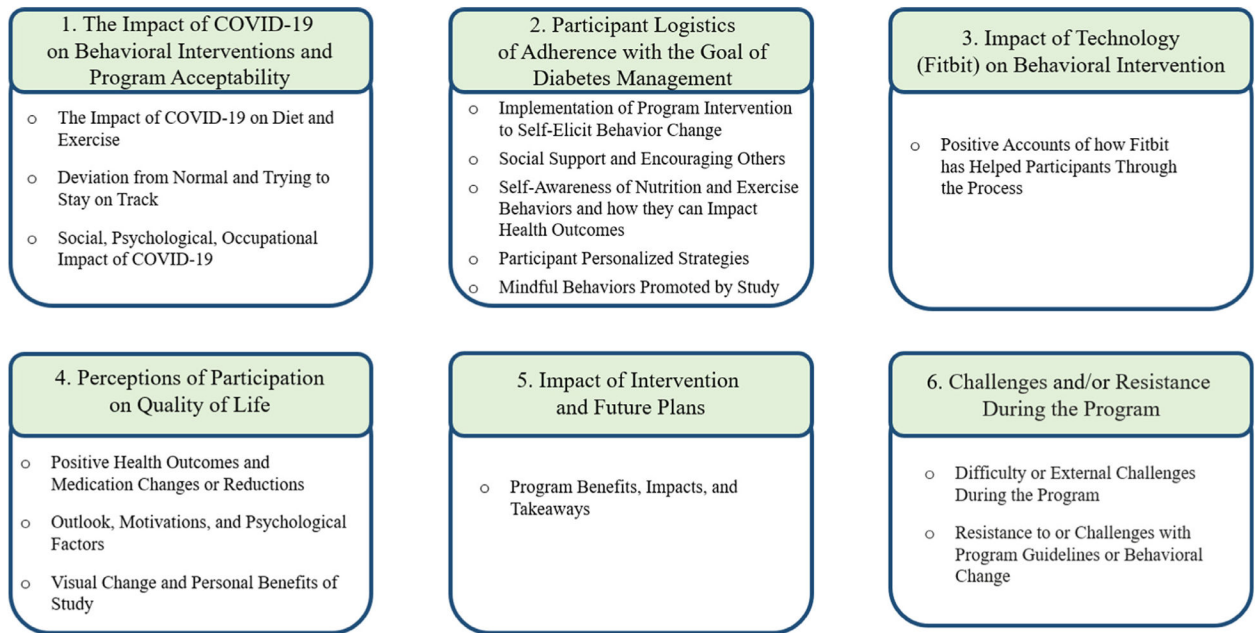 1. The Impact of COVID-19
on Behavioral Interventions and
Program Acceptability
o The Impact of COVID-19 on Diet and
Exercise
o Deviation from Normal and Trying to
Stay on Track
o Social, Psychological, Occupational
Impact of COVID-19
2. Participant Logistics
of Adherence with the Goal of
Diabetes Management
o Implementation of Program Intervention
to Self-Elicit Behavior Change
o Social Support and Encouraging Others
o Self-Awareness of Nutrition and Exercise
Behaviors and how they can Impact
Health Outcomes
o Participant Personalized Strategies
o Mindful Behaviors Promoted by Study
3. Impact of Technology
(Fitbit) on Behavioral Intervention
o Positive Accounts of how Fitbit
has Helped Participants Through
the Process
4. Perceptions of Participation
on Quality of Life
o Positive Health Outcomes and
Medication Changes or Reductions
o Outlook, Motivations, and Psychological
Factors
o Visual Change and Personal Benefits of
Study
5. Impact of Intervention
and Future Plans
o Program Benefits, Impacts, and
Takeaways
6. Challenges and/or Resistance
During the Program
o Difficulty or External Challenges
During the Program
o Resistance to or Challenges with
Program Guidelines or Behavioral
Change